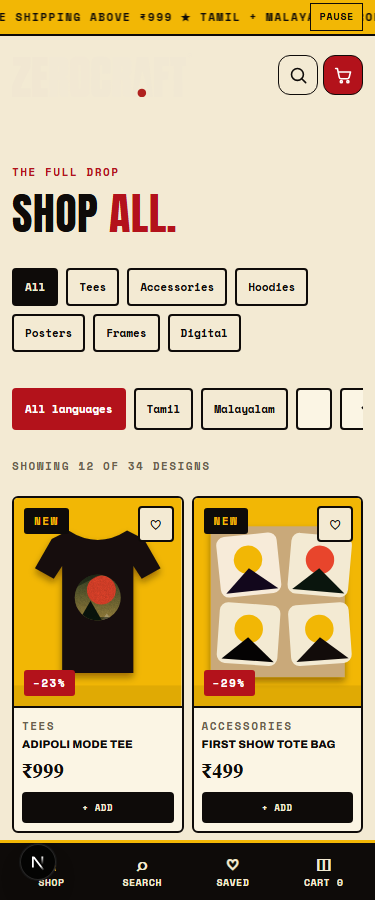 E SHIPPING ABOVE ₹999 ★ TAMIL + MALAYA
PAUSE
THE FULL DROP
SHOP ALL.
All Tees Accessories Hoodies
Posters Frames Digital
All languages Tamil Malayalam
SHOWING 12 OF 34 DESIGNS
NEW ♡ NEW ♡
-23% -29%
TEES ACCESSORIES
ADIPOLI MODE TEE FIRST SHOW TOTE BAG
₹999 ₹499
+ ADD + ADD
N
SHOP SEARCH SAVED CART 0